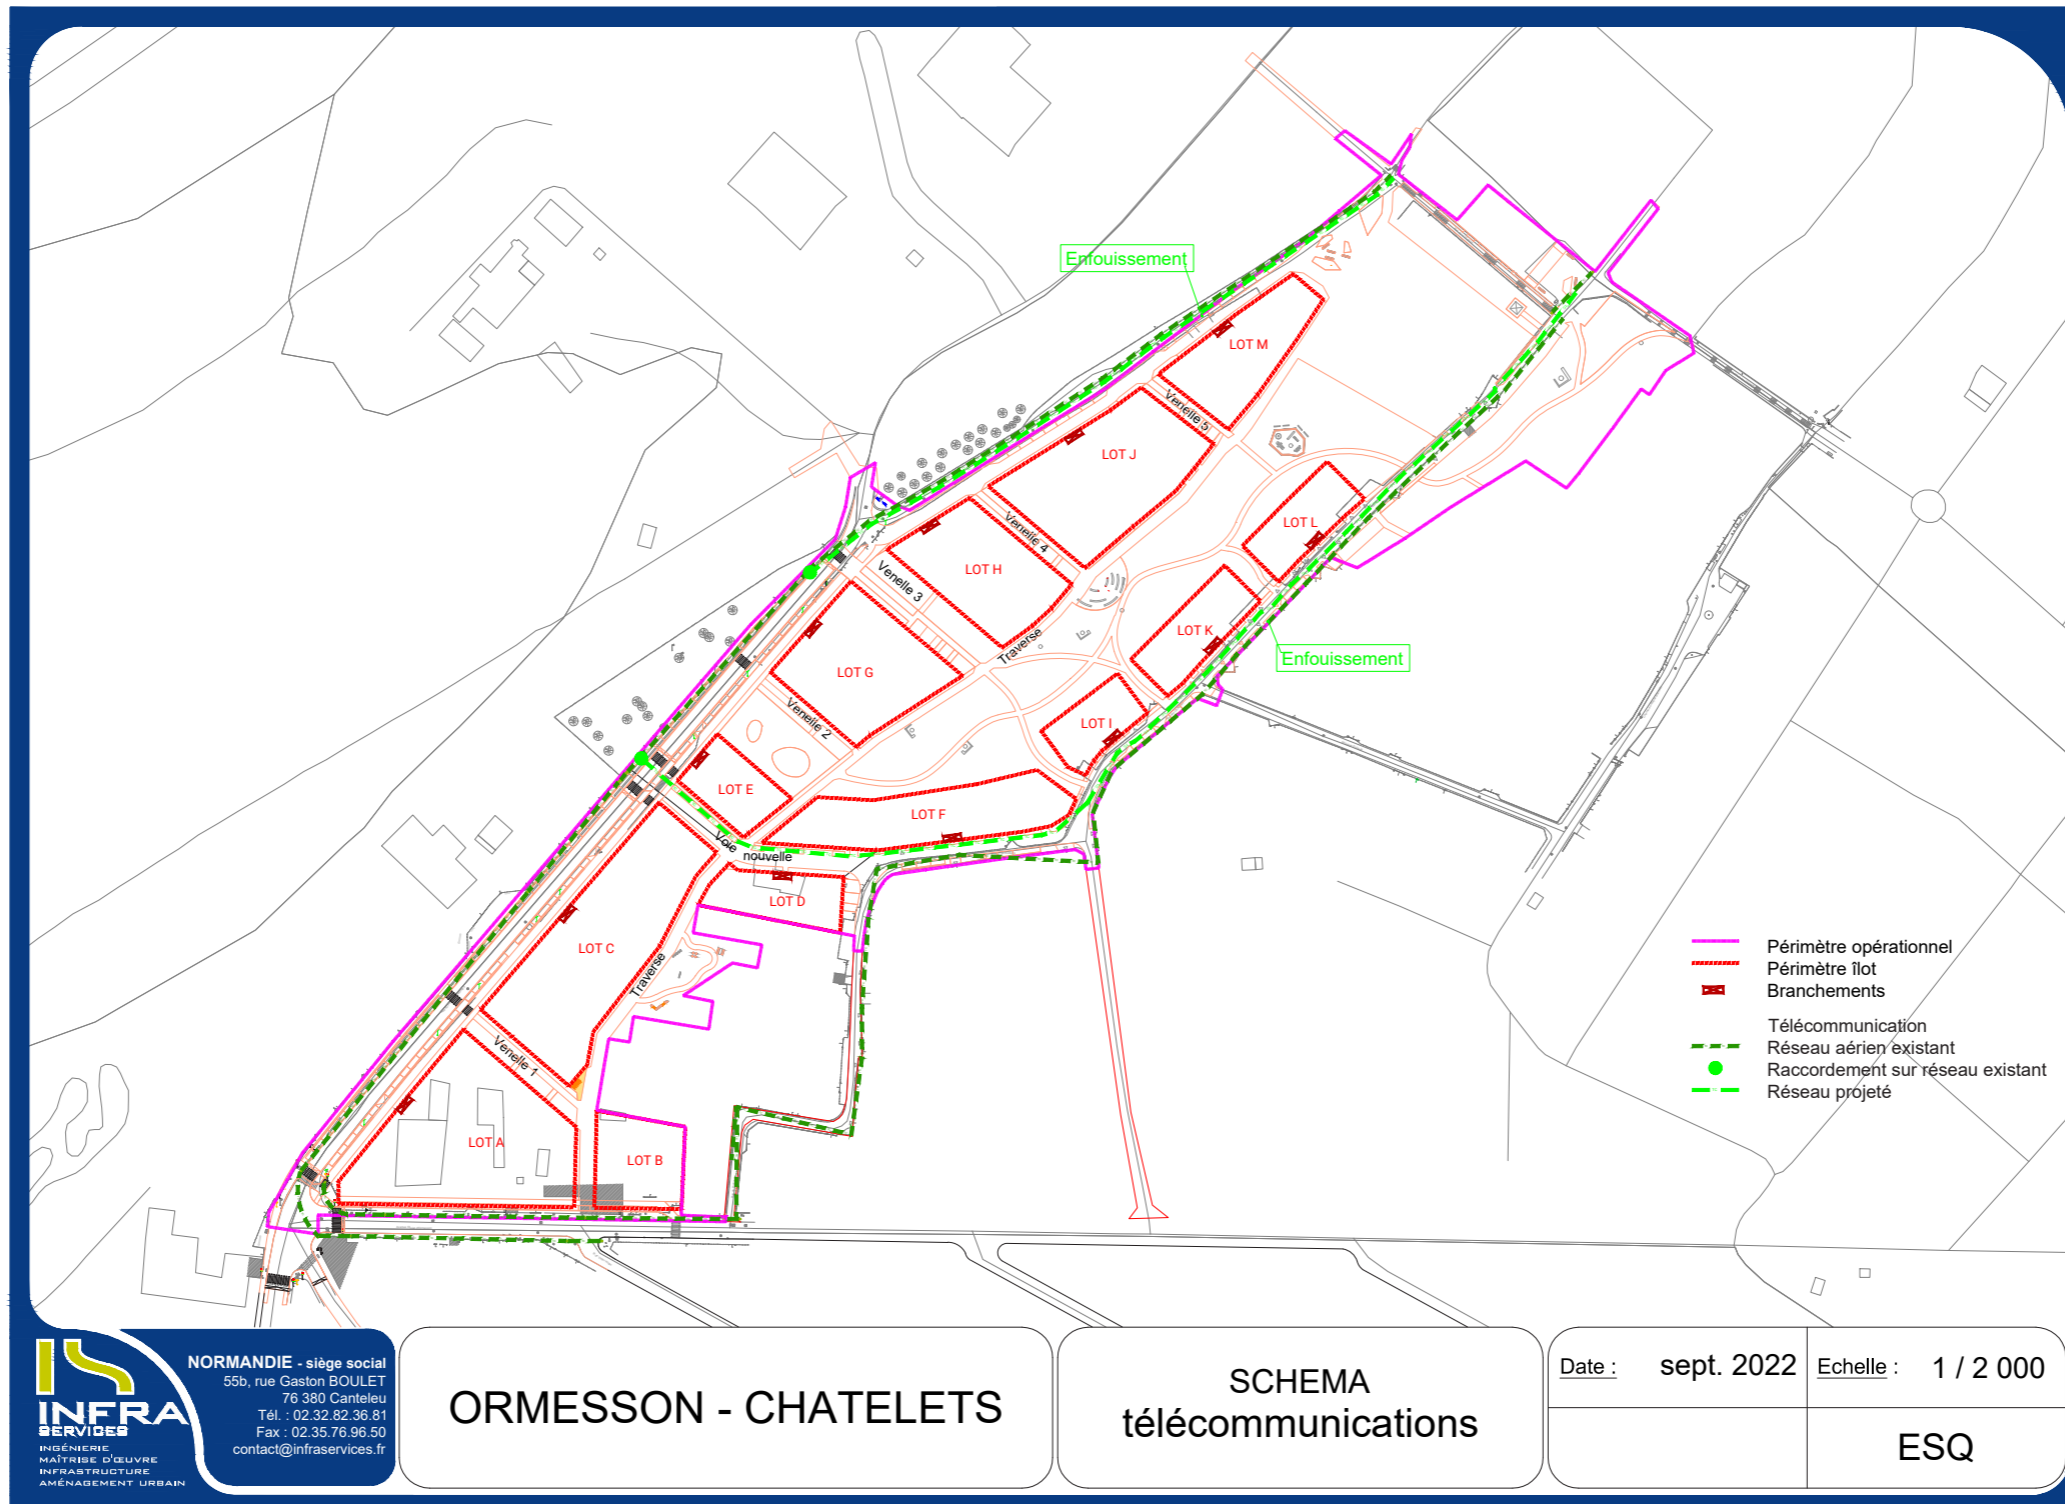 Enfouissement
LOT M
Venelle 5
LOT J
Venelle 4
LOT L
LOT H
Venelle 3
Traverse
LOT K
Enfouissement
LOT G
Venelle 2
LOT I
LOT E
LOT F
Voie nouvelle
LOT D
LOT C
Traverse
Venelle 1
LOT A
LOT B
Périmètre opérationnel
Périmètre îlot
Branchements
Télécommunication
Réseau aérien existant
Raccordement sur réseau existant
Réseau projeté
INFRA
SERVICES
INGÉNIERIE
MAÎTRISE D'ŒUVRE
INFRASTRUCTURE
AMÉNAGEMENT URBAIN
NORMANDIE - siège social
55b, rue Gaston BOULET
76 380 Canteleu
Tél. : 02.32.82.36.81
Fax : 02.35.76.96.50
contact@infraservices.fr
ORMESSON - CHATELETS
SCHEMA
télécommunications
Date : sept. 2022
Echelle : 1 / 2 000
ESQ